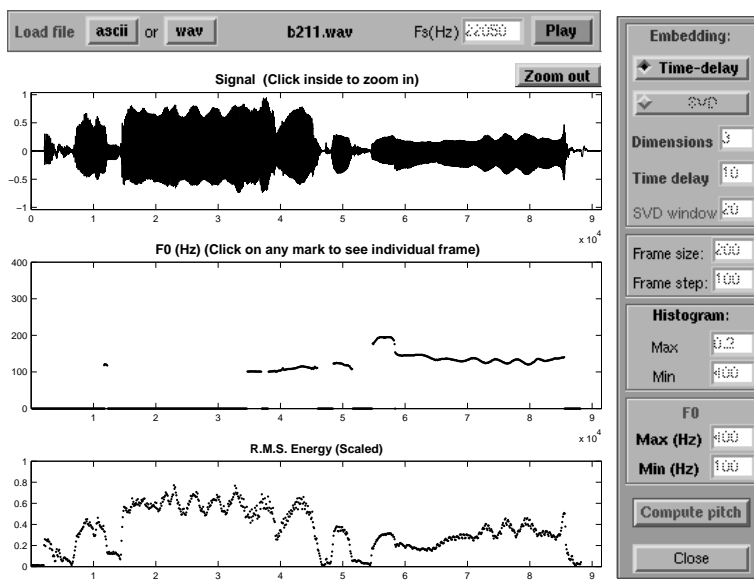 Load file ascii or wav b211.wav Fs(Hz) 22050 Play
Signal (Click inside to zoom in) Zoom out
1
0.5
0
−0.5
−1
0 1 2 3 4 5 6 7 8 9
x 10^4
F0 (Hz) (Click on any mark to see individual frame)
400
300
200
100
0
0 1 2 3 4 5 6 7 8 9
x 10^4
R.M.S. Energy (Scaled)
1
0.8
0.6
0.4
0.2
0
0 1 2 3 4 5 6 7 8 9
Embedding:
Time-delay
SVD
Dimensions 3
Time delay 10
SVD window 20
Frame size: 200
Frame step: 100
Histogram:
Max 0.2
Min 400
F0
Max (Hz) 400
Min (Hz) 100
Compute pitch
Close